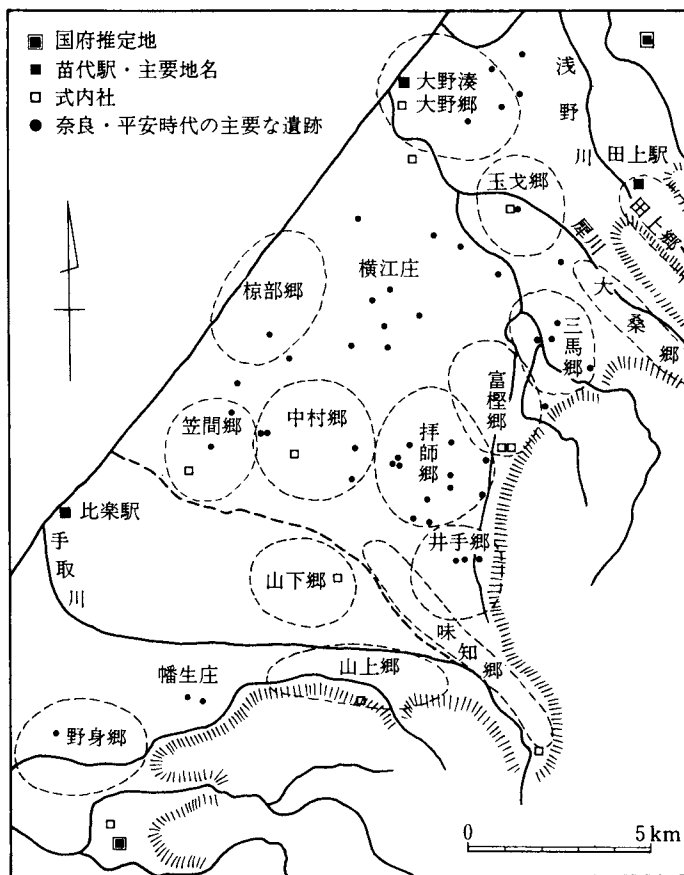 国府推定地
苗代駅・主要地名
式内社
奈良・平安時代の主要な遺跡
大野湊
大野郷
浅野川
田上駅
田上郷
玉戈郷
犀川
大桑郷
横江庄
椋部郷
三馬郷
富樫郷
笠間郷
中村郷
拝師郷
比楽駅
手取川
井手郷
山下郷
味知郷
山上郷
幡生庄
野身郷
0 5km